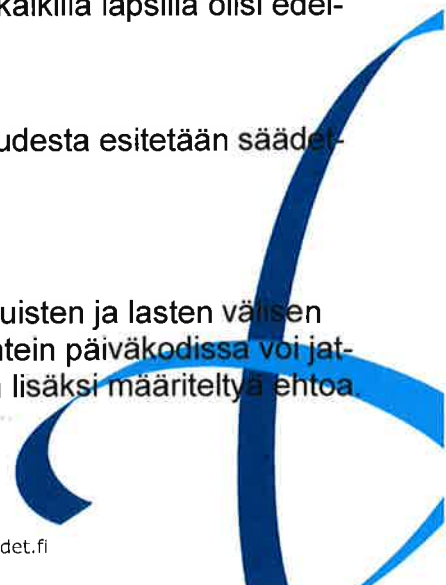 kaikilla lapsilla olisi edel-
udesta esitetään säädet-
uisten ja lasten välisen
ntein päiväkodissa voi jat-
lisäksi määriteltyä ehtoa.
det.fi